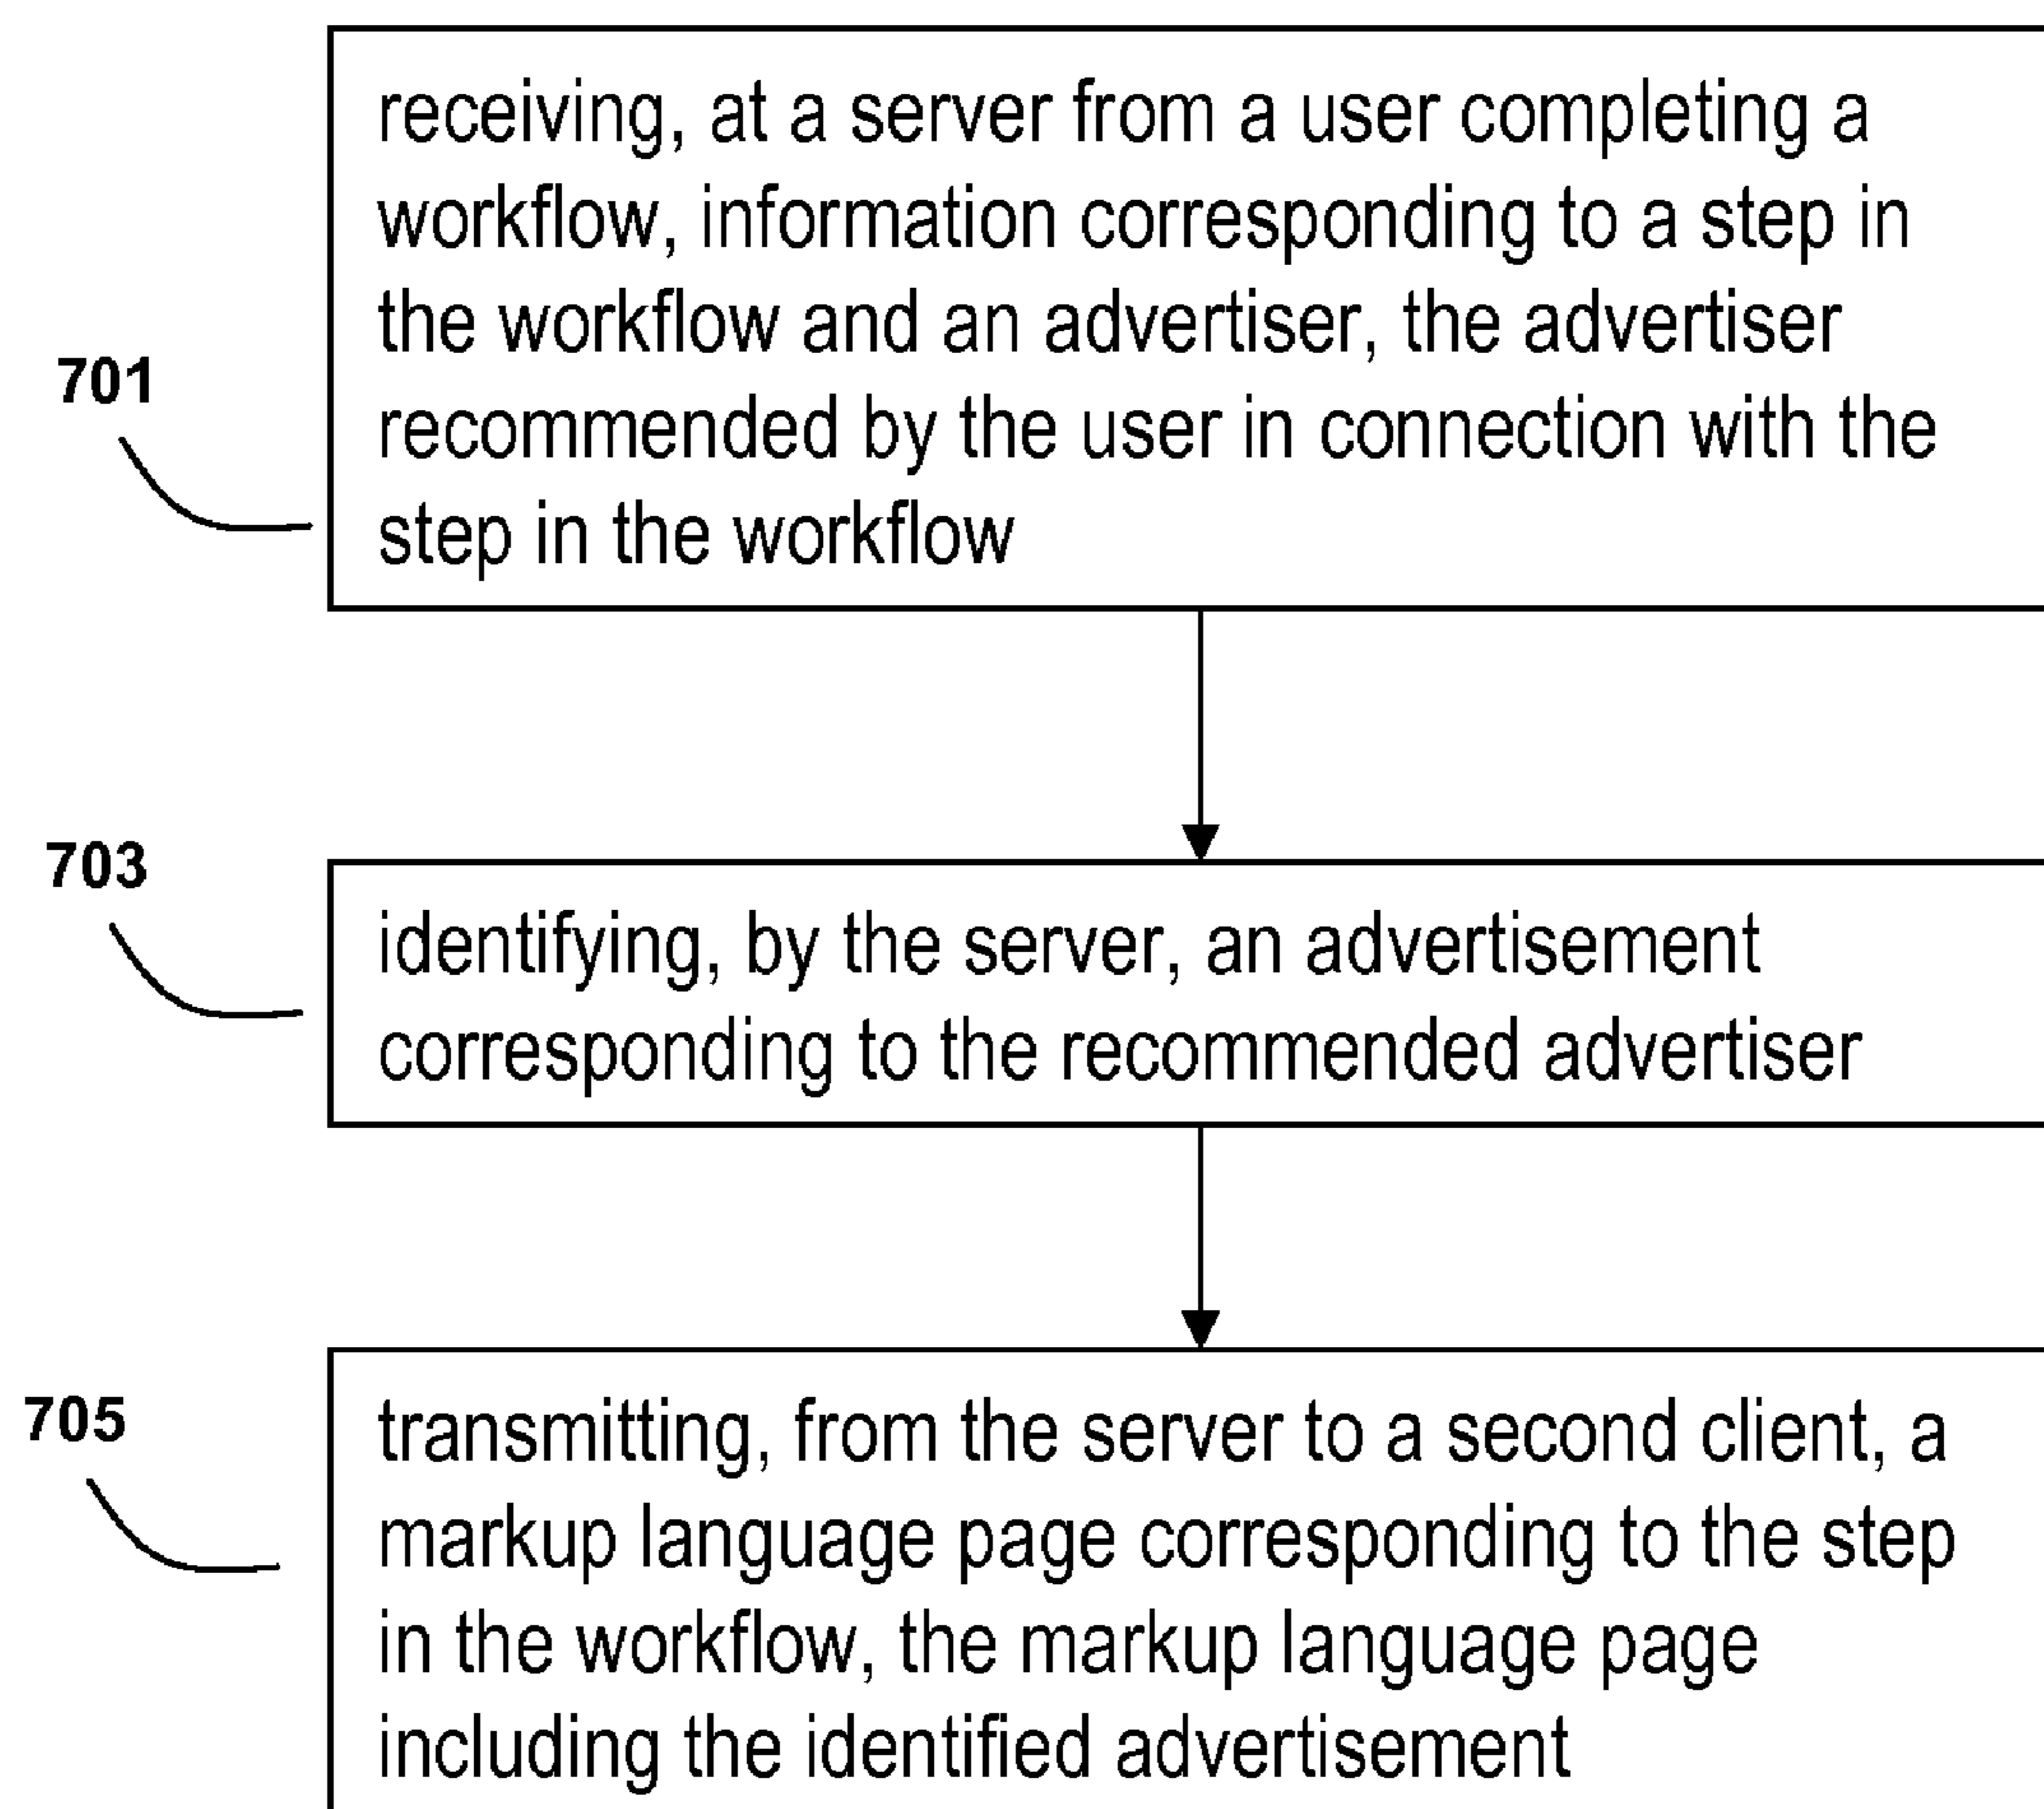 receiving, at a server from a user completing a
workflow, information corresponding to a step in
the workflow and an advertiser, the advertiser
recommended by the user in connection with the
step in the workflow
701
703
identifying, by the server, an advertisement
corresponding to the recommended advertiser
705
transmitting, from the server to a second client, a
markup language page corresponding to the step
in the workflow, the markup language page
including the identified advertisement